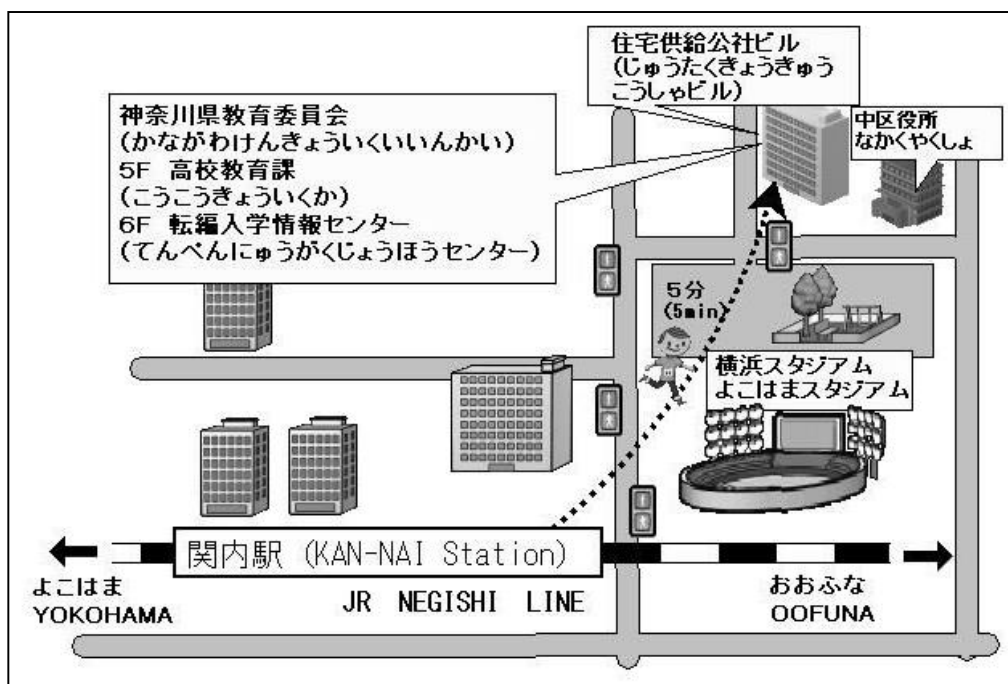 住宅供給公社ビル
(じゅうたくきょうきゅう
こうしゃビル)
神奈川県教育委員会
(かながわけんきょういくいいんかい)
5F 高校教育課
(こうこうきょういくか)
6F 転編入学情報センター
(てんぺんにゅうがくじょうほうセンター)
中区役所
なかくやくしょ
5分
(5min)
横浜スタジアム
よこはまスタジアム
関内駅 (KAN-NAI Station)
よこはま
YOKOHAMA
JR NEGISHI LINE
おおふな
OOFUNA